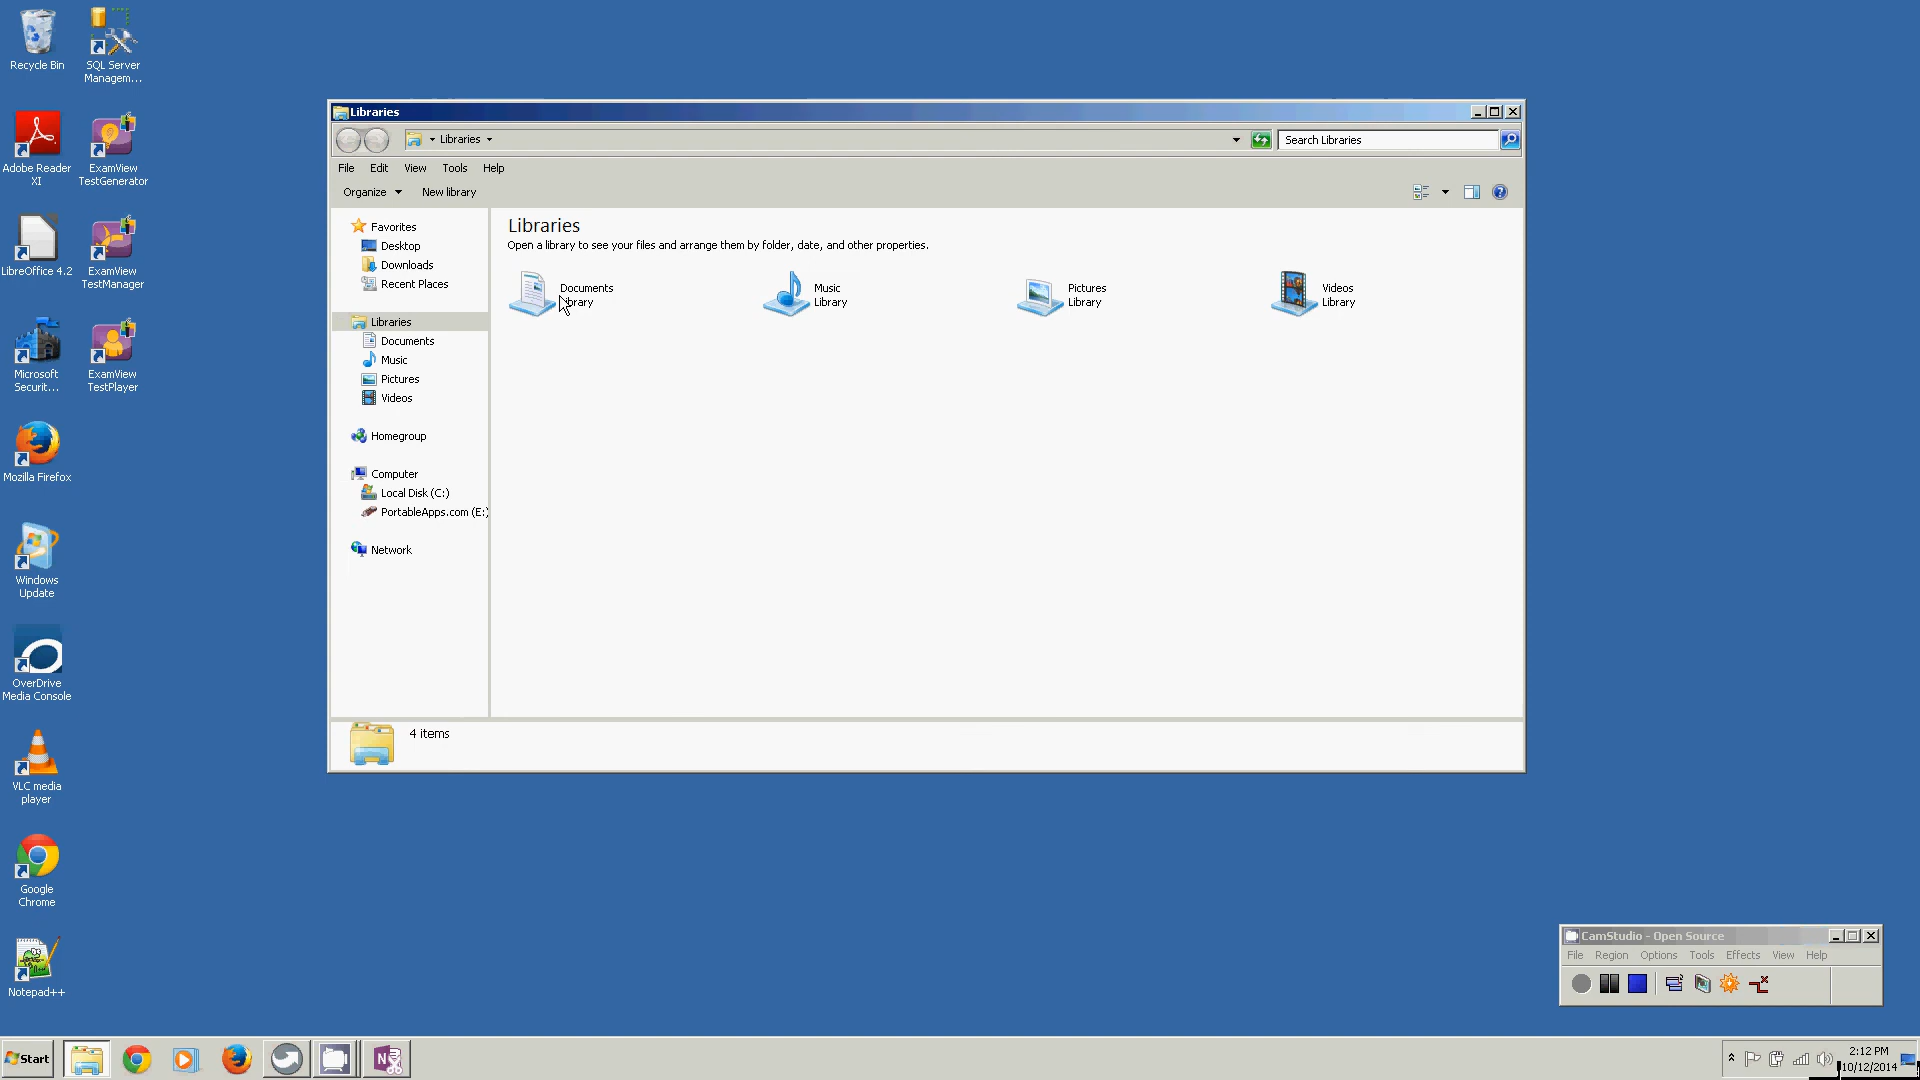 Recycle Bin
SQL Server
Managem...
Adobe Reader
XI
ExamView
TestGenerator
LibreOffice 4.2
ExamView
TestManager
Microsoft
Securit...
ExamView
TestPlayer
Mozilla Firefox
Windows
Update
OverDrive
Media Console
VLC media
player
Google
Chrome
Notepad++
Libraries
Libraries
Search Libraries
File Edit View Tools Help
Organize New library
Favorites
Desktop
Downloads
Recent Places
Libraries
Documents
Music
Pictures
Videos
Homegroup
Computer
Local Disk (C:)
PortableApps.com (E:)
Network
Libraries
Open a library to see your files and arrange them by folder, date, and other properties.
Documents
Library
Music
Library
Pictures
Library
Videos
Library
4 items
CamStudio - Open Source
File Region Options Tools Effects View Help
Start
2:12 PM
10/12/2014